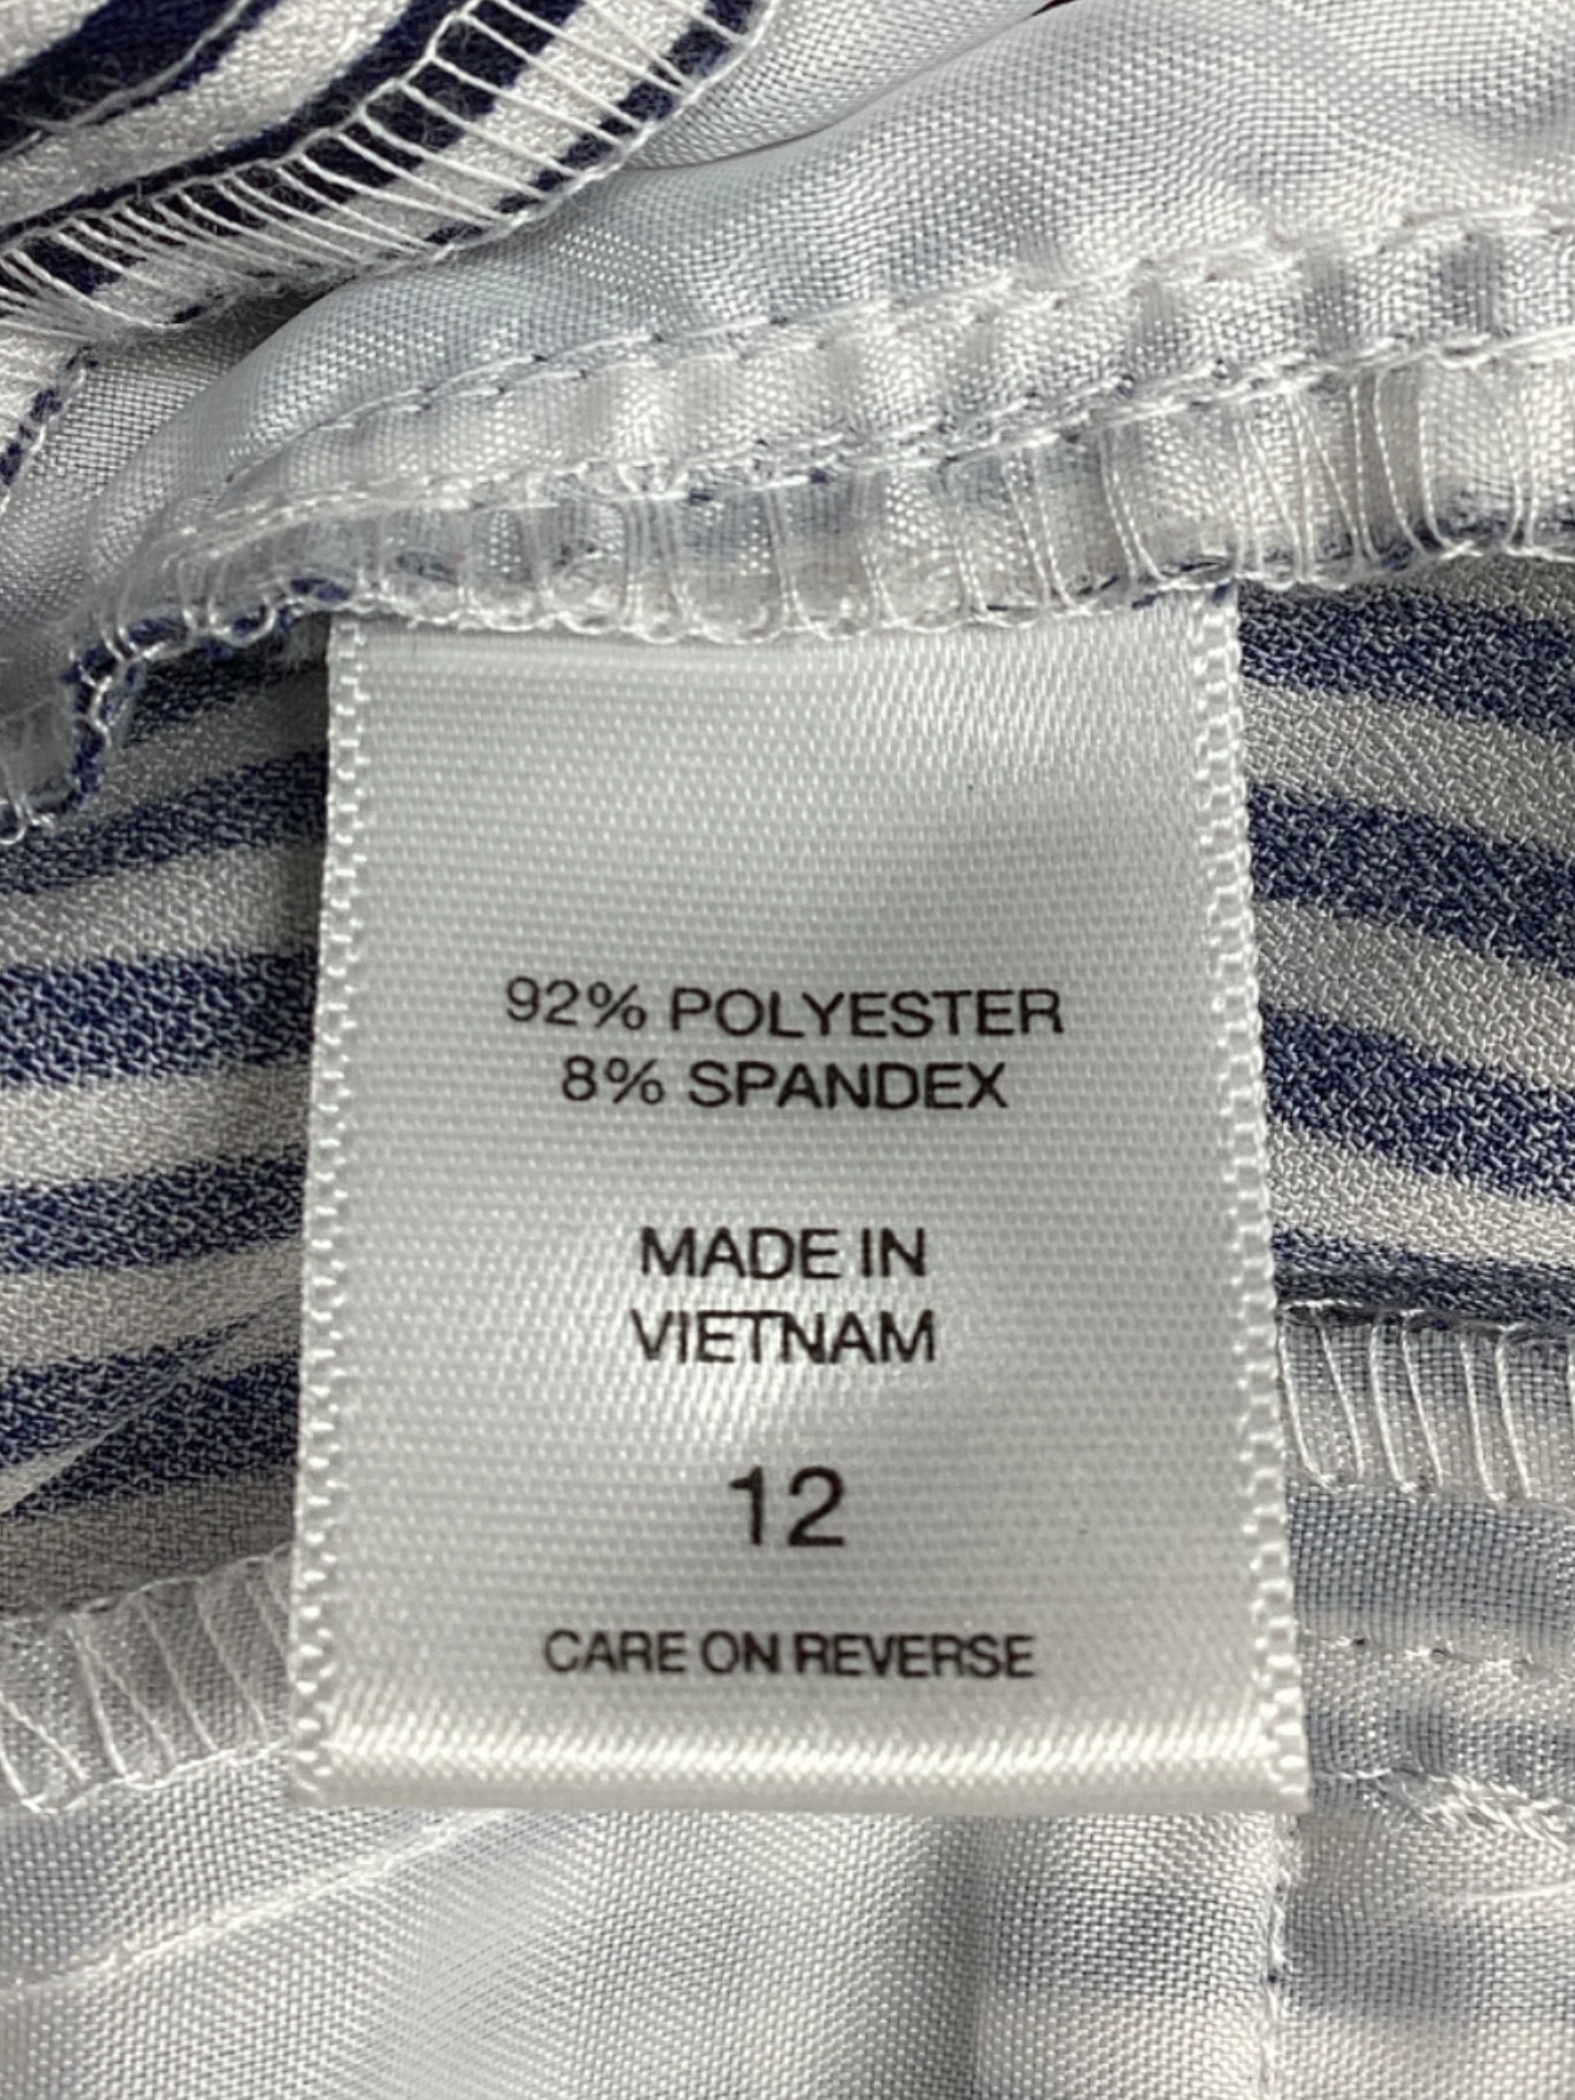 92% POLYESTER
8% SPANDEX
MADE IN
VIETNAM
12
CARE ON REVERSE